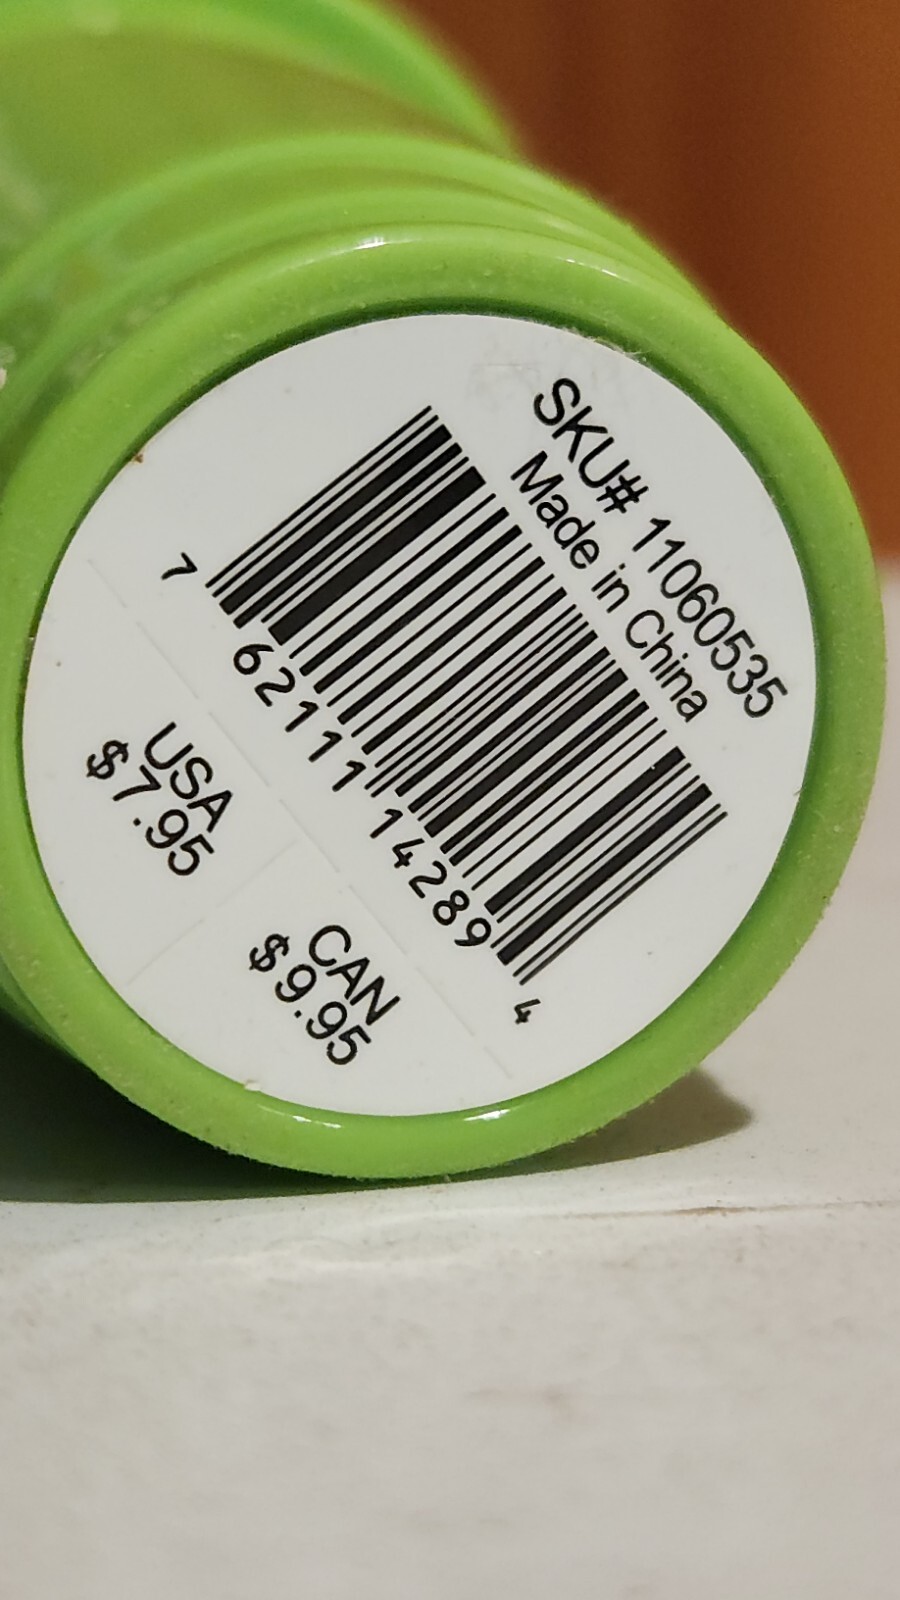 SKU# 11060535
Made in China
7 62111 14289 4
USA
$7.95
CAN
$9.95